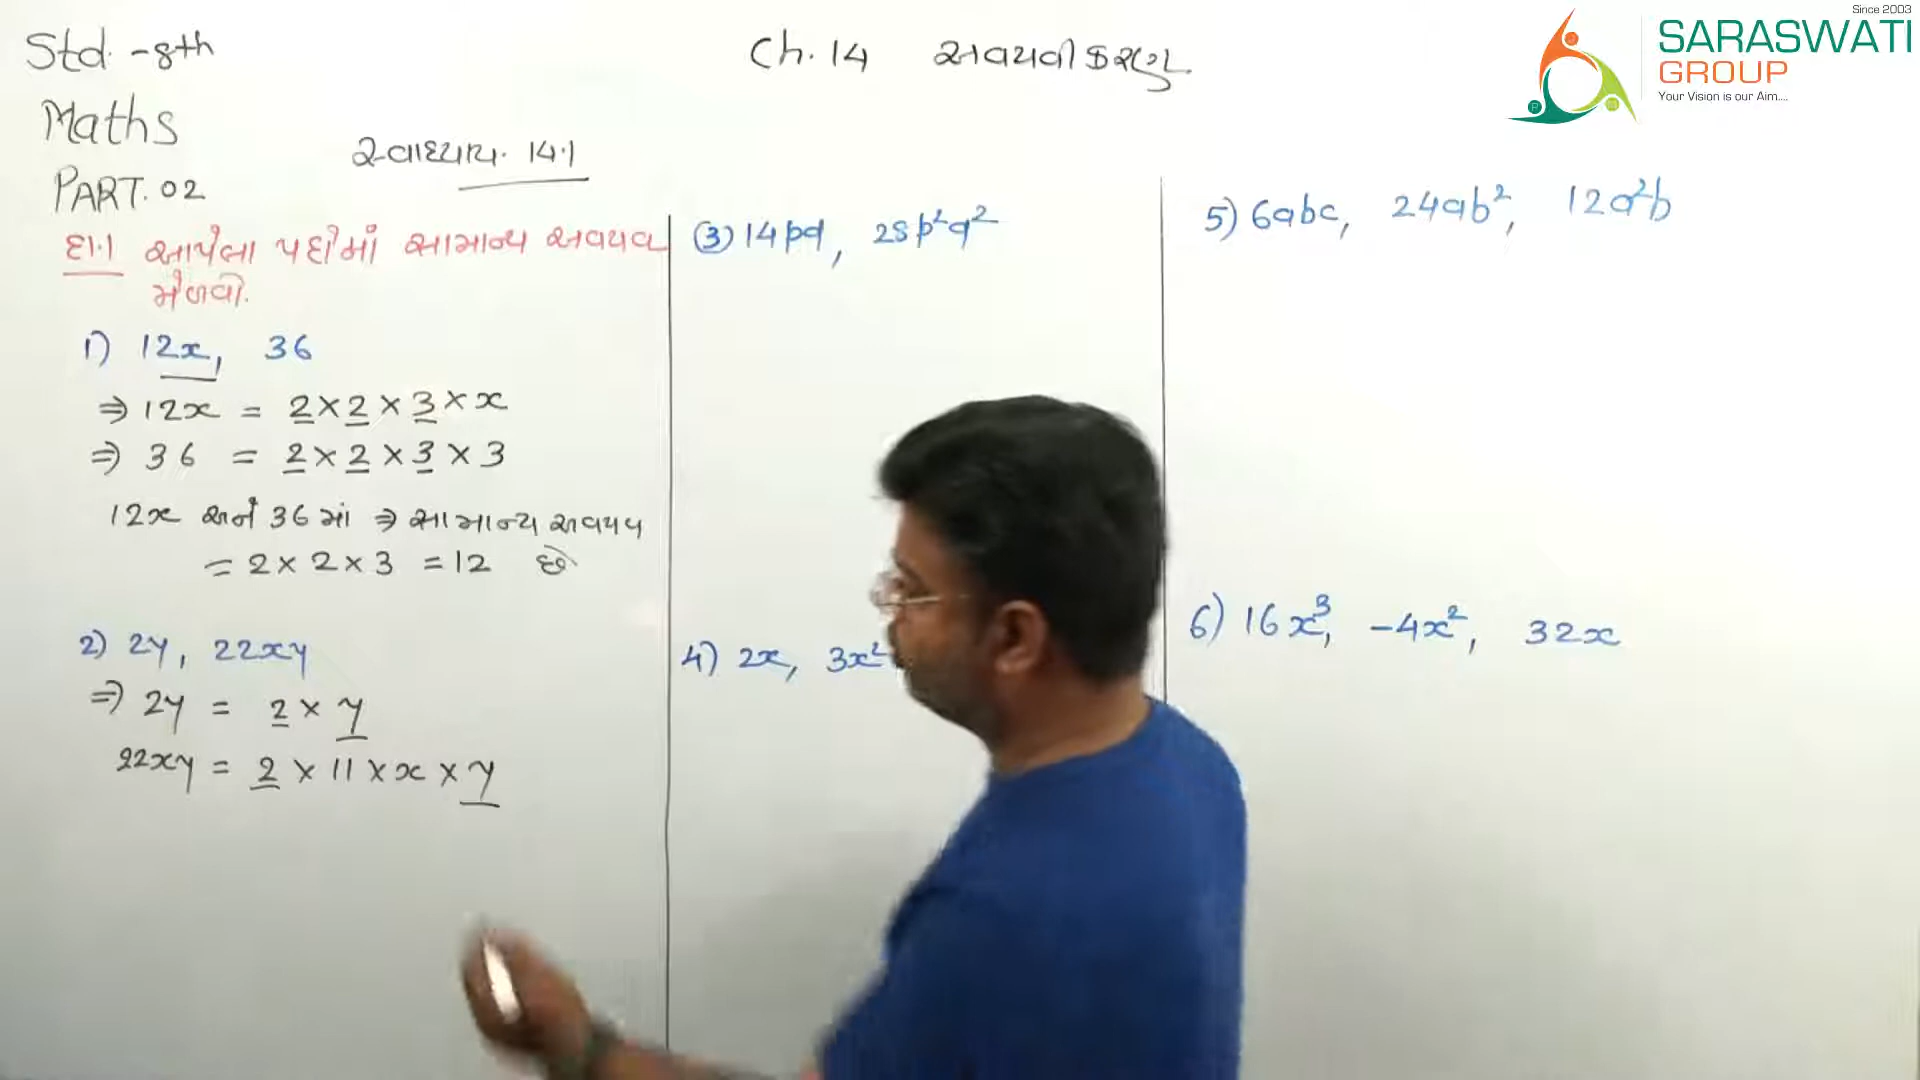 Std. - 8th
Maths
PART. 02
Ch. 14 અવયવીકરણ.
સ્વાધ્યાય. 14.1
Since 2003
SARASWATI
GROUP
Your Vision is our Aim....
દા.1 આપેલા પદોમાં સામાન્ય અવયવ
મેળવો.
1) 12x, 36
⇒ 12x = 2 × 2 × 3 × x
⇒ 36 = 2 × 2 × 3 × 3
12x અને 36 માં ⇒ સામાન્ય અવયવ
= 2 × 2 × 3 = 12 છે
2) 2y, 22xy
⇒ 2y = 2 × y
22xy = 2 × 11 × x × y
(3) 14pq, 28p²q²
4) 2x, 3x²
5) 6abc, 24ab², 12a²b
6) 16x³, -4x², 32x